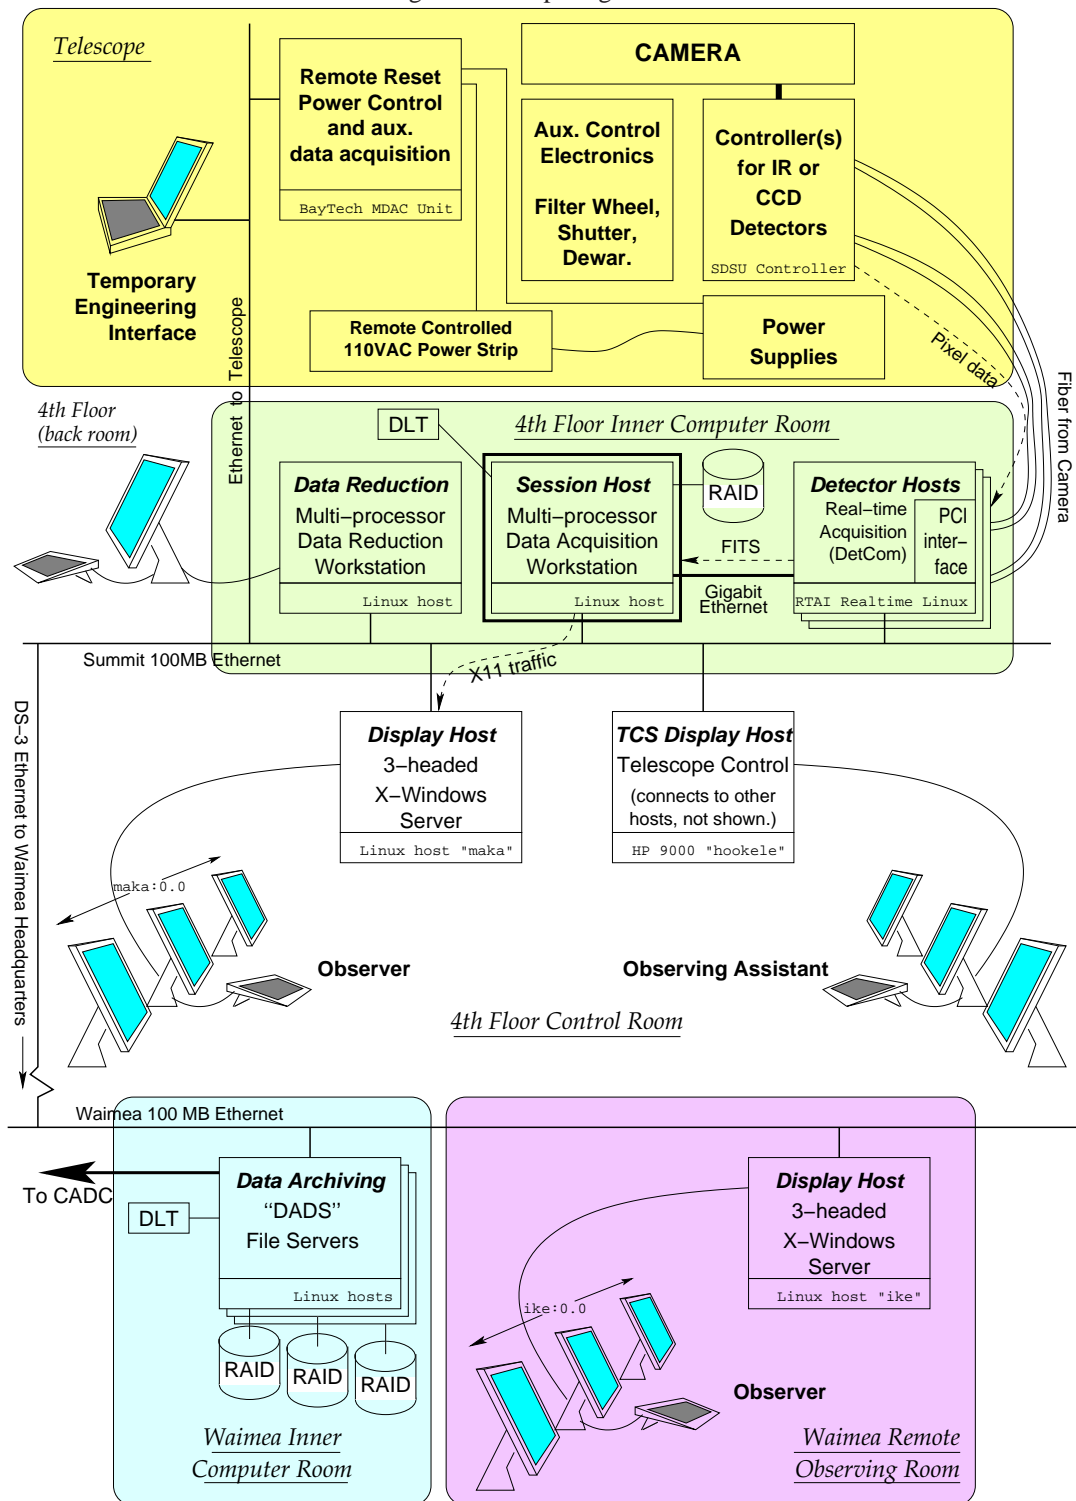 Telescope
Remote Reset
Power Control
and aux.
data acquisition
BayTech MDAC Unit
CAMERA
Aux. Control
Electronics
Filter Wheel,
Shutter,
Dewar.
Controller(s)
for IR or
CCD
Detectors
SDSU Controller
Temporary
Engineering
Interface
Remote Controlled
110VAC Power Strip
Power
Supplies
Ethernet to Telescope
Pixel data
Fiber from Camera
4th Floor
(back room)
DLT
4th Floor Inner Computer Room
Data Reduction
Multi–processor
Data Reduction
Workstation
Linux host
Session Host
Multi–processor
Data Acquisition
Workstation
Linux host
RAID
FITS
Gigabit
Ethernet
Detector Hosts
Real–time
Acquisition
(DetCom)
PCI
inter–
face
RTAI Realtime Linux
Summit 100MB Ethernet
X11 traffic
DS–3 Ethernet to Waimea Headquarters
Display Host
3–headed
X–Windows
Server
Linux host "maka"
TCS Display Host
Telescope Control
(connects to other
hosts, not shown.)
HP 9000 "hookele"
maka:0.0
Observer
Observing Assistant
4th Floor Control Room
Waimea 100 MB Ethernet
To CADC
DLT
Data Archiving
“DADS”
File Servers
Linux hosts
RAID
RAID
RAID
Waimea Inner
Computer Room
Display Host
3–headed
X–Windows
Server
Linux host "ike"
ike:0.0
Observer
Waimea Remote
Observing Room